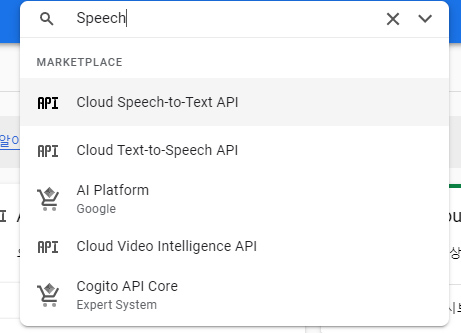 Speech
MARKETPLACE
API Cloud Speech-to-Text API
API Cloud Text-to-Speech API
AI Platform
Google
API Cloud Video Intelligence API
Cogito API Core
Expert System